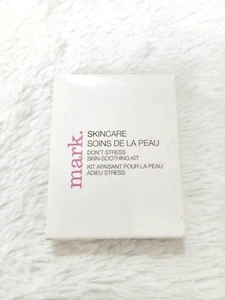 mark.
SKINCARE
SOINS DE LA PEAU
DON'T STRESS
SKIN-SOOTHING KIT
KIT APAISANT POUR LA PEAU
ADIEU STRESS